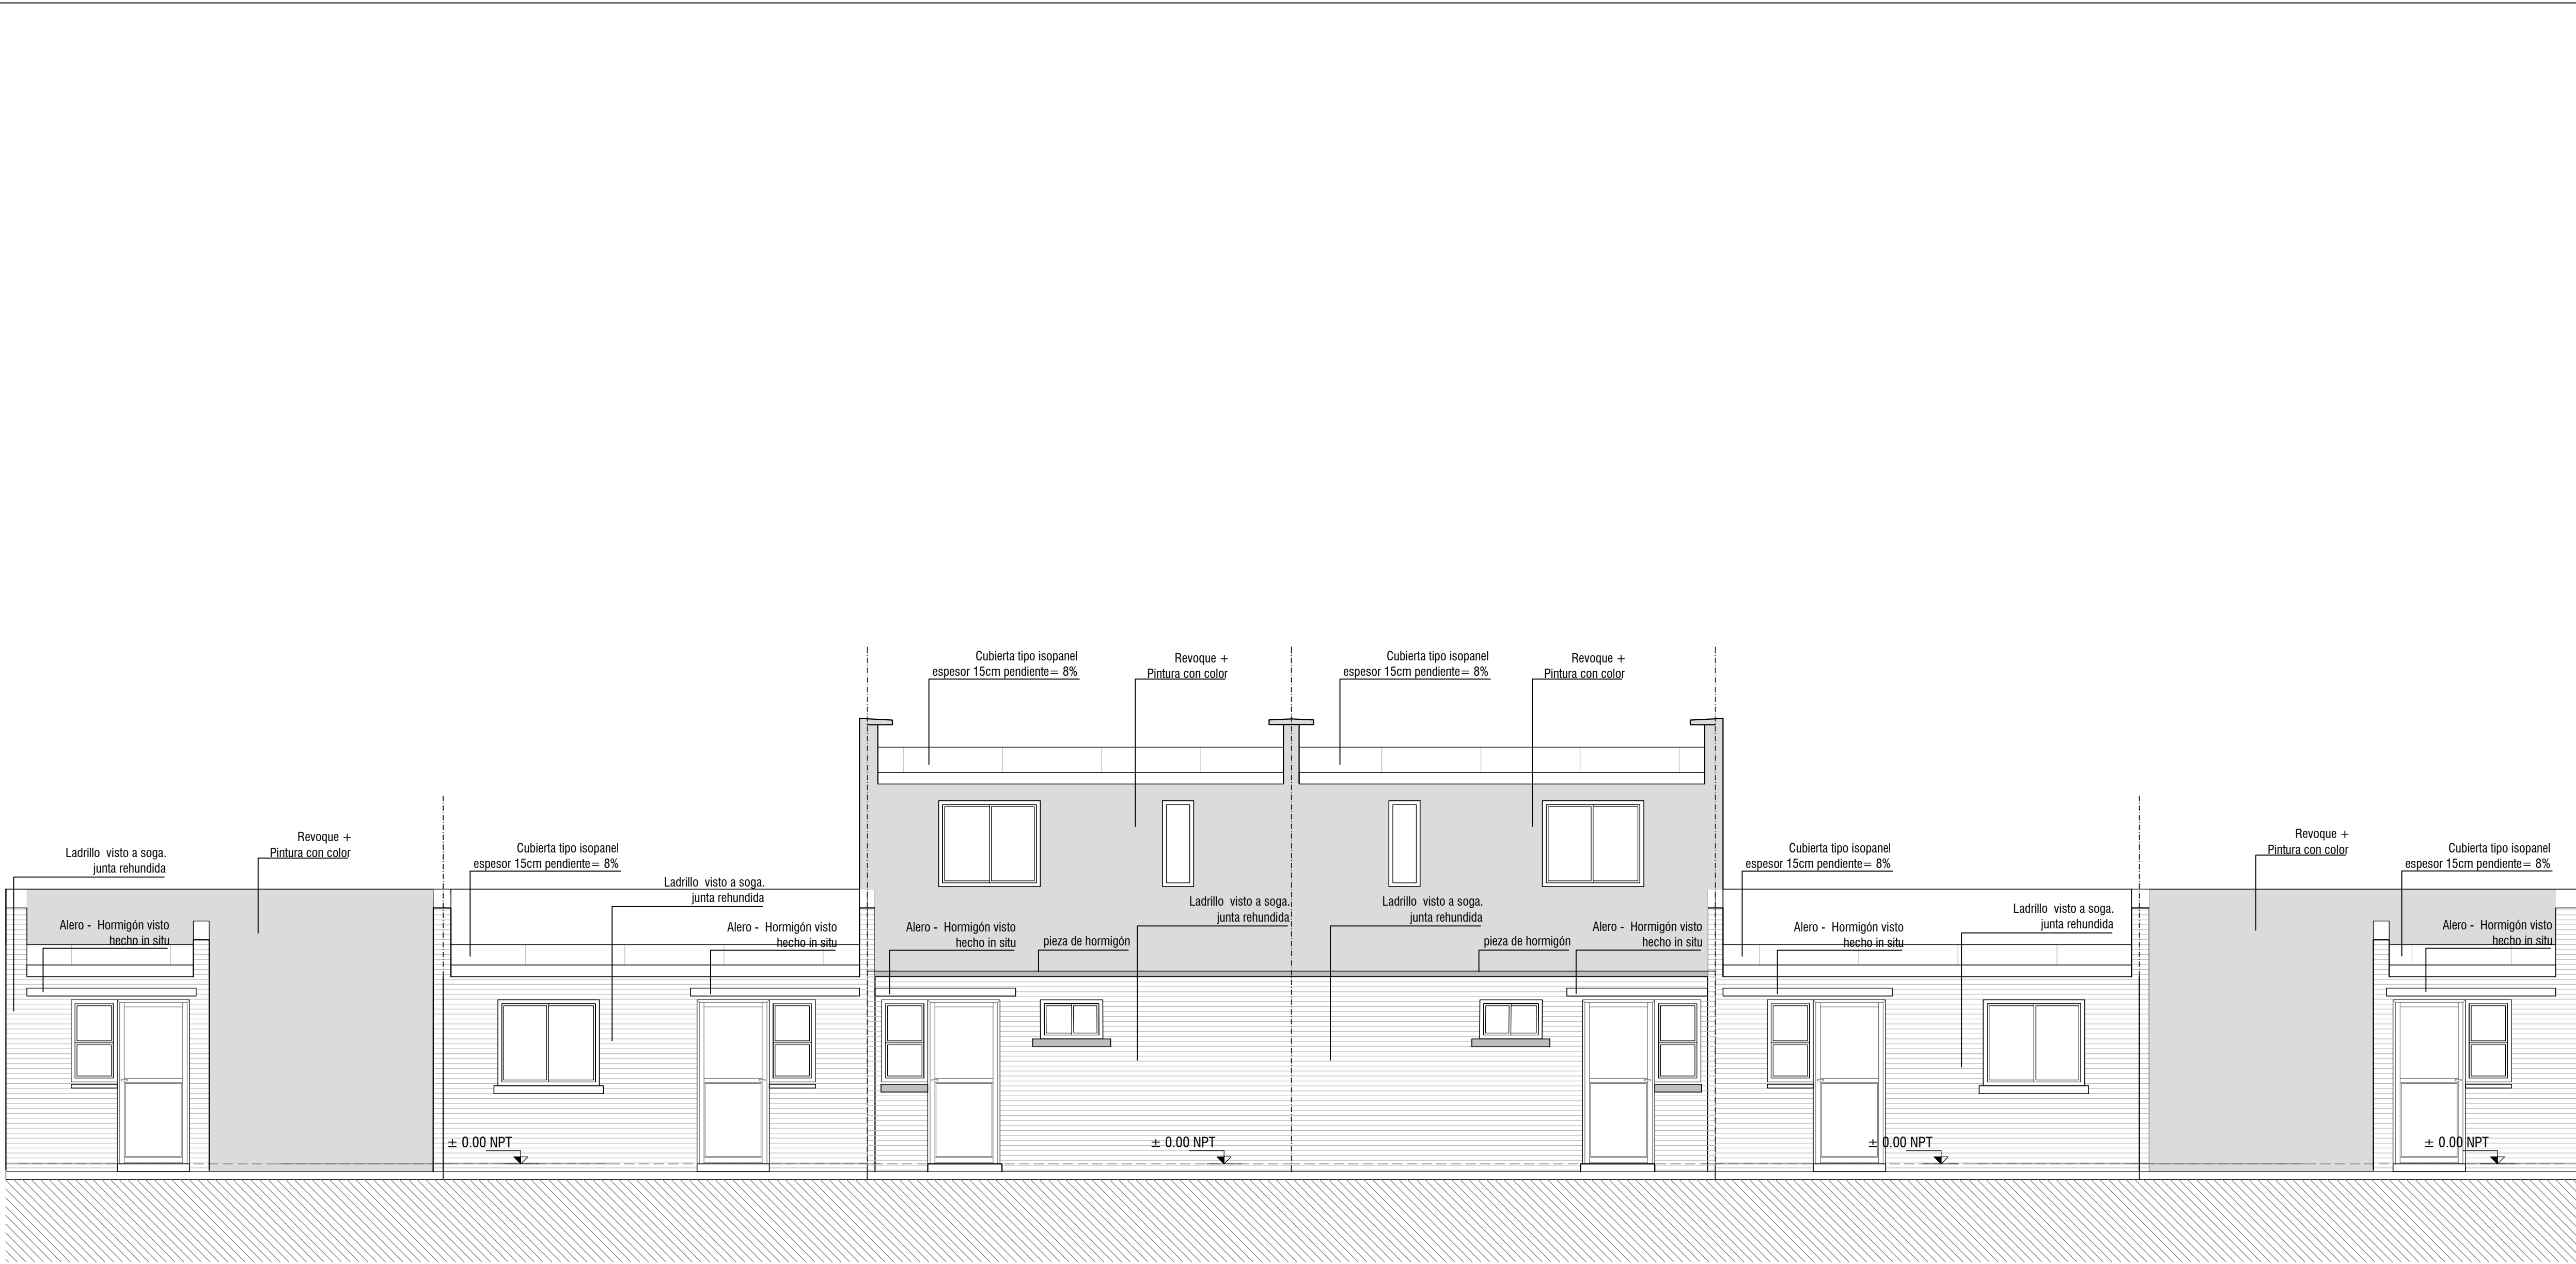 Cubierta tipo isopanel
espesor 15cm pendiente= 8%
Revoque +
Pintura con color
Cubierta tipo isopanel
espesor 15cm pendiente= 8%
Revoque +
Pintura con color
Ladrillo visto a soga.
junta rehundida
Revoque +
Pintura con color
Cubierta tipo isopanel
espesor 15cm pendiente= 8%
Ladrillo visto a soga.
junta rehundida
Cubierta tipo isopanel
espesor 15cm pendiente= 8%
Revoque +
Pintura con color
Cubierta tipo isopanel
espesor 15cm pendiente= 8%
Alero - Hormigón visto
hecho in situ
Alero - Hormigón visto
hecho in situ
Alero - Hormigón visto
hecho in situ
pieza de hormigón
Ladrillo visto a soga.
junta rehundida
Ladrillo visto a soga.
junta rehundida
pieza de hormigón
Alero - Hormigón visto
hecho in situ
Alero - Hormigón visto
hecho in situ
Ladrillo visto a soga.
junta rehundida
Alero - Hormigón visto
hecho in situ
± 0.00 NPT
± 0.00 NPT
± 0.00 NPT
± 0.00 NPT